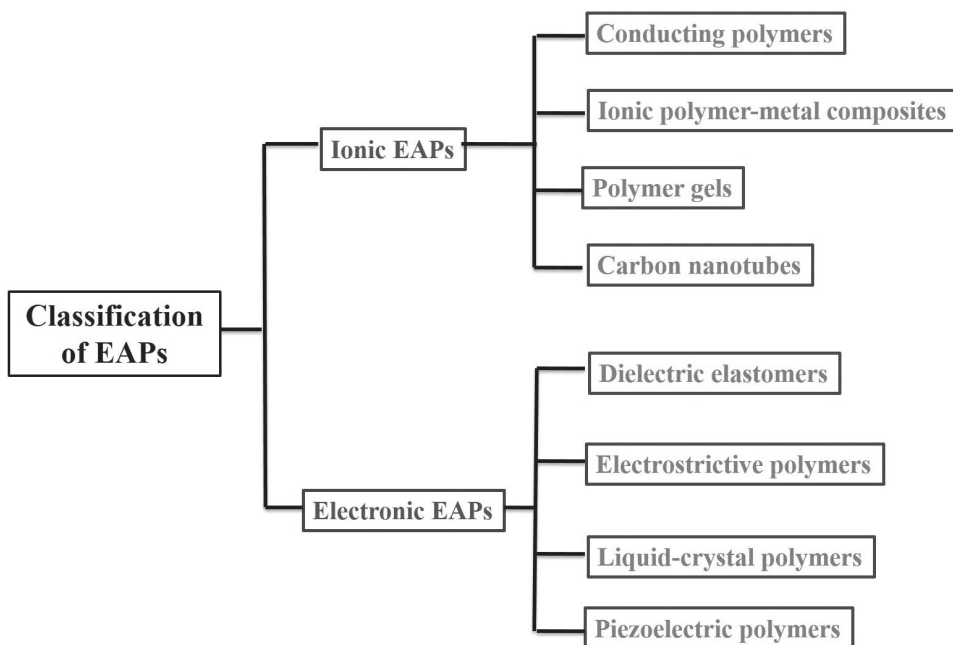 Classification
of EAPs
Ionic EAPs
Conducting polymers
Ionic polymer-metal composites
Polymer gels
Carbon nanotubes
Electronic EAPs
Dielectric elastomers
Electrostrictive polymers
Liquid-crystal polymers
Piezoelectric polymers